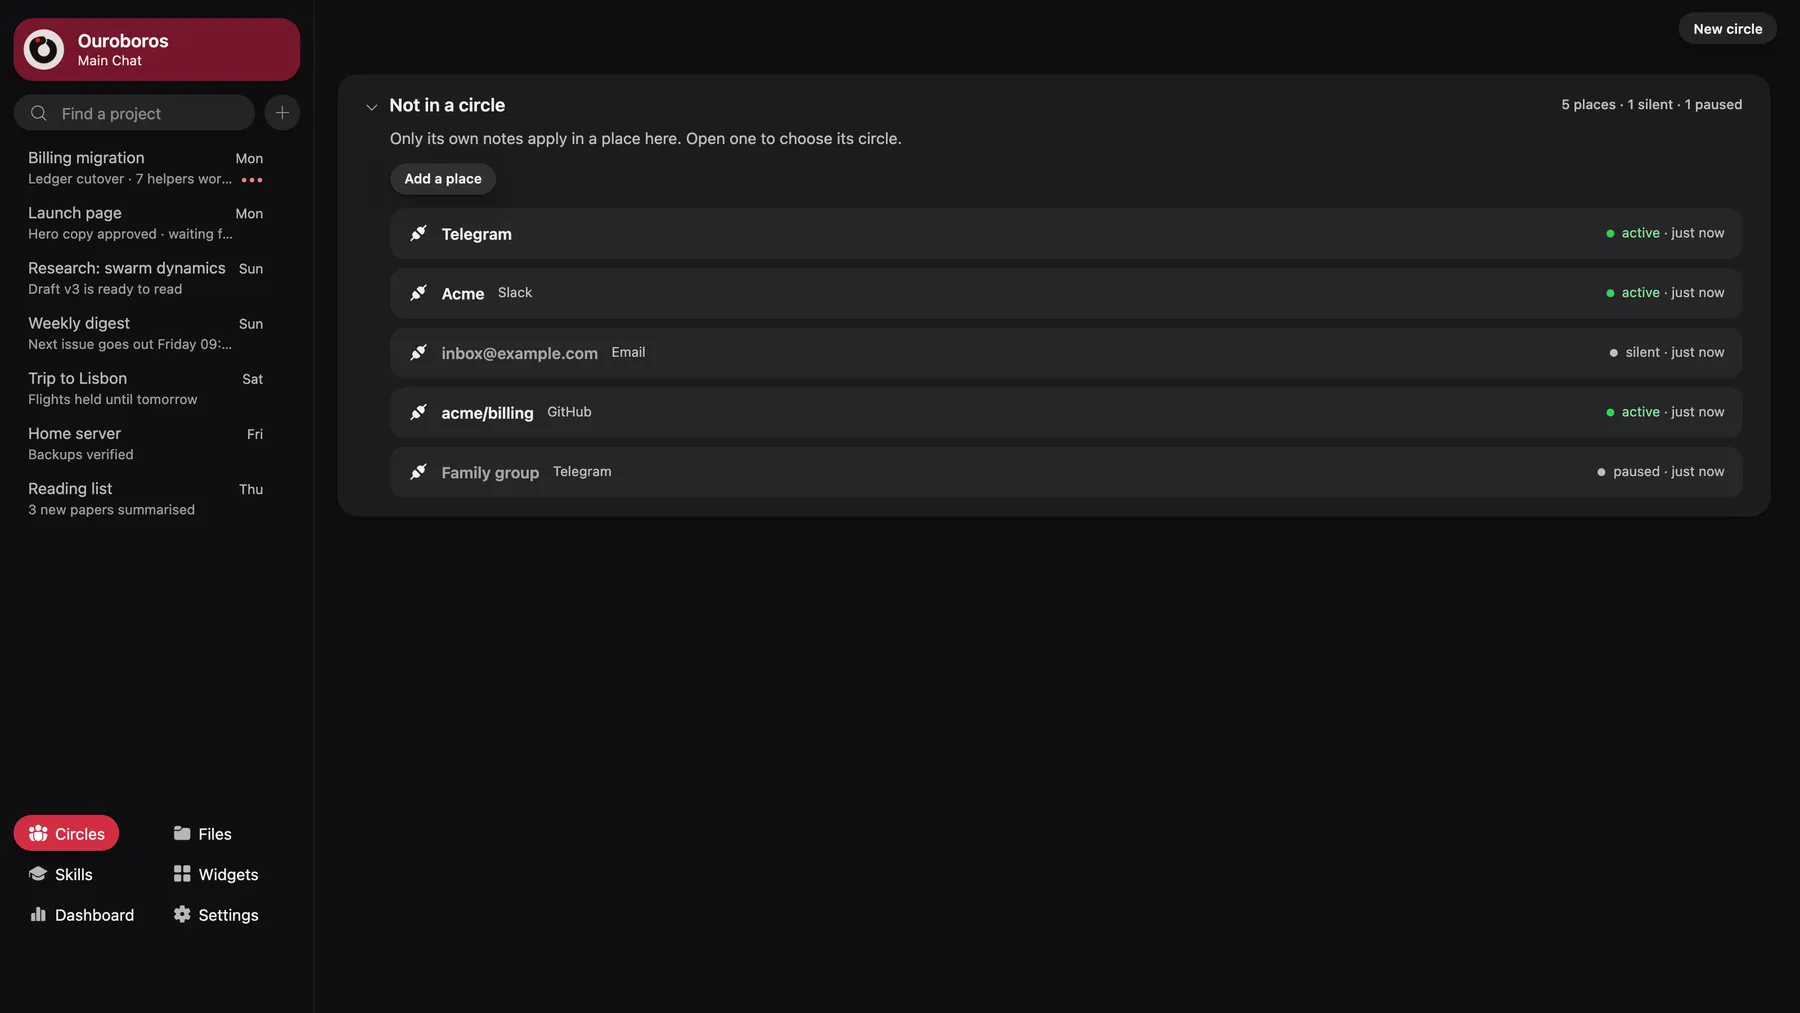 Ouroboros
Main Chat
Find a project
Billing migration Mon
Ledger cutover · 7 helpers wor...
Launch page Mon
Hero copy approved · waiting f...
Research: swarm dynamics Sun
Draft v3 is ready to read
Weekly digest Sun
Next issue goes out Friday 09:...
Trip to Lisbon Sat
Flights held until tomorrow
Home server Fri
Backups verified
Reading list Thu
3 new papers summarised
Circles Files
Skills Widgets
Dashboard Settings
New circle
Not in a circle 5 places · 1 silent · 1 paused
Only its own notes apply in a place here. Open one to choose its circle.
Add a place
Telegram active · just now
Acme Slack active · just now
inbox@example.com Email silent · just now
acme/billing GitHub active · just now
Family group Telegram paused · just now